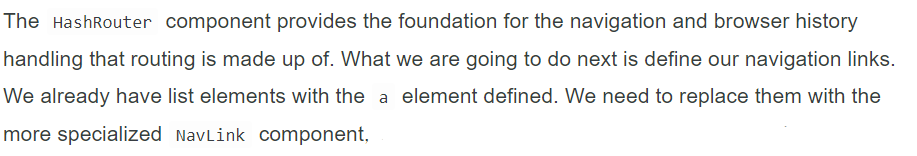 The HashRouter component provides the foundation for the navigation and browser history
handling that routing is made up of. What we are going to do next is define our navigation links.
We already have list elements with the a element defined. We need to replace them with the
more specialized NavLink component.